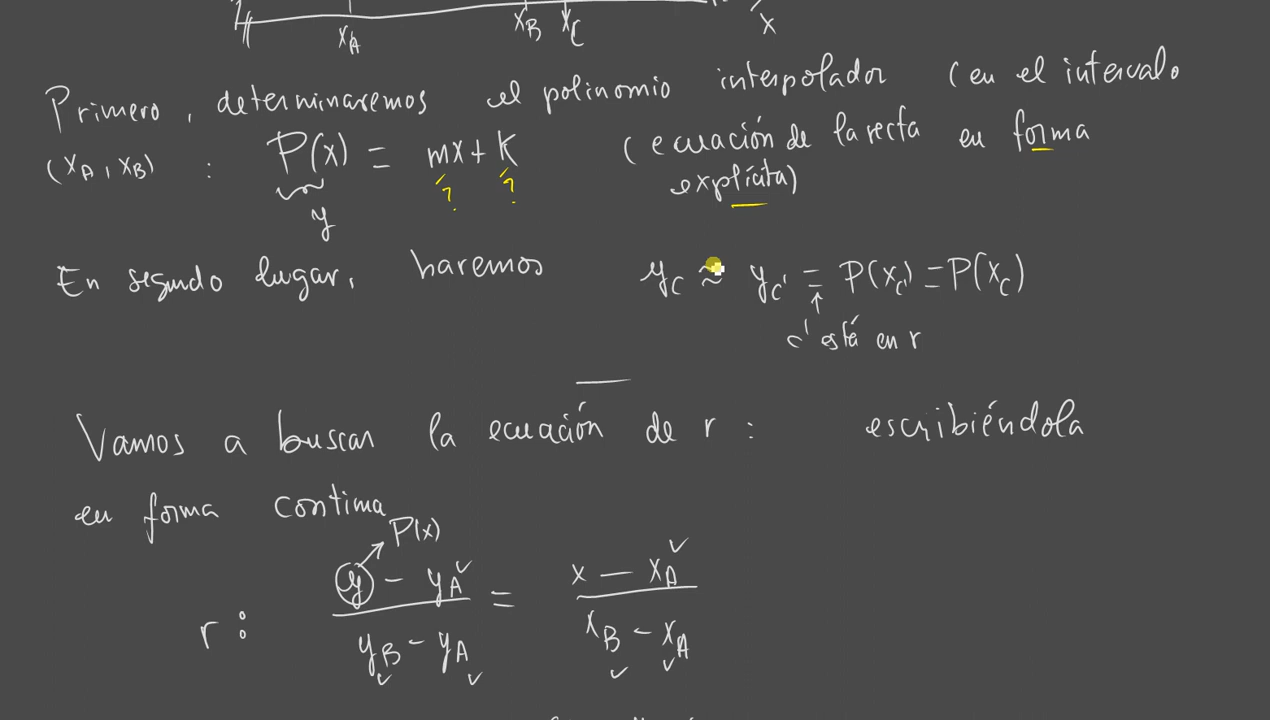 x_A x_B x_C x
Primero, determinaremos el polinomio interpolador (en el intervalo
(x_A, x_B) : P(x) = mx + K (ecuación de la recta en forma
explícita)
? ?
y
En segundo lugar, haremos y_C ≈ y_C' = P(x_C') = P(x_C)
↑
C' está en r
Vamos a buscar la ecuación de r : escribiéndola
en forma continua
P(x)
r : (y - y_A) / (y_B - y_A) = (x - x_A) / (x_B - x_A)